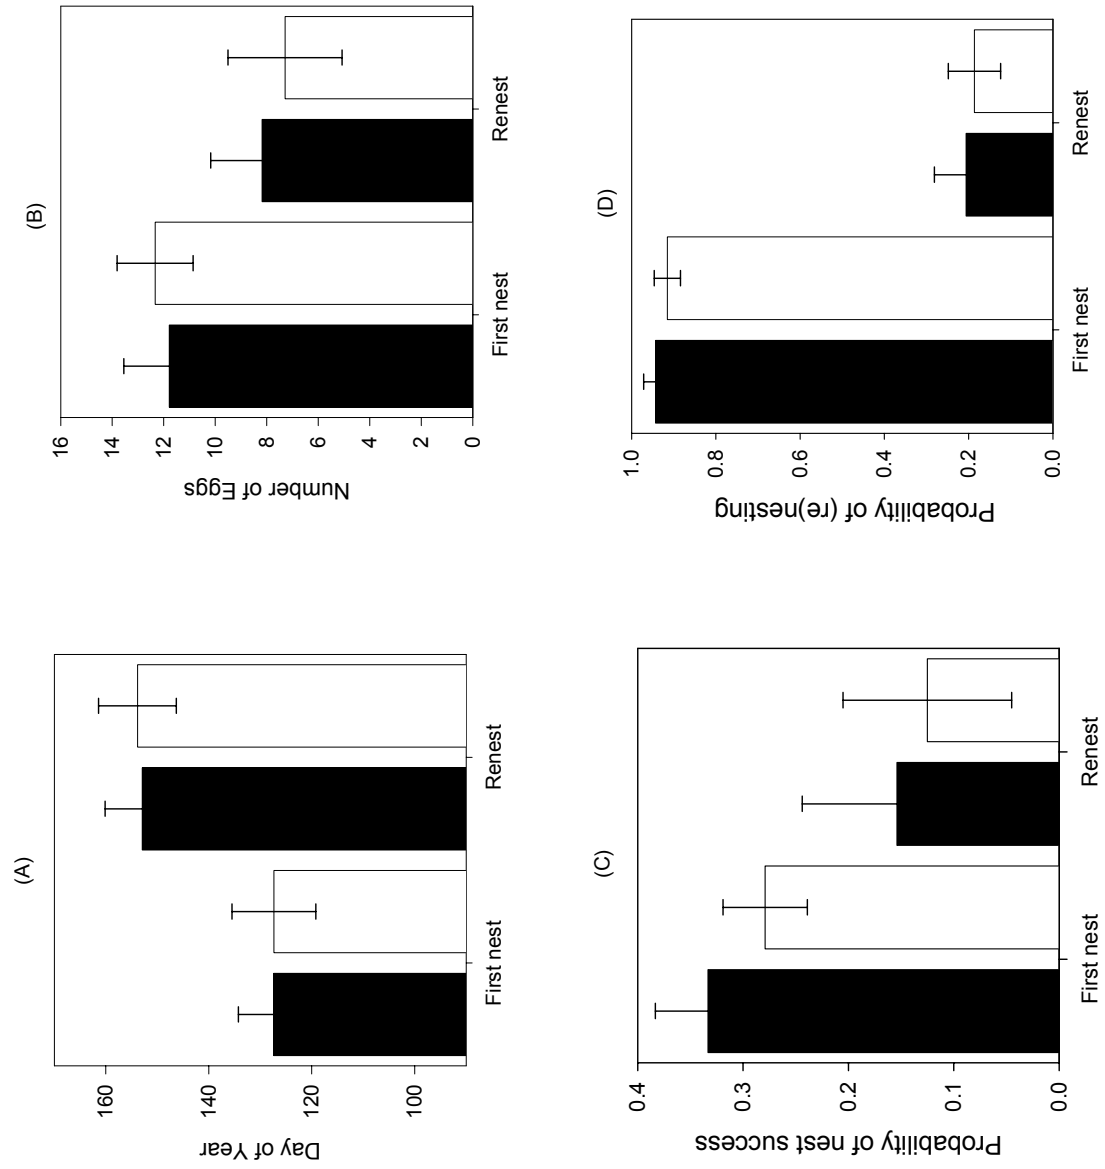 (A)
Day of Year
160
140
120
100
First nest
Renest
(B)
Number of Eggs
16
14
12
10
8
6
4
2
0
First nest
Renest
(C)
Probability of nest success
0.4
0.3
0.2
0.1
0.0
First nest
Renest
(D)
Probability of (re)nesting
1.0
0.8
0.6
0.4
0.2
0.0
First nest
Renest